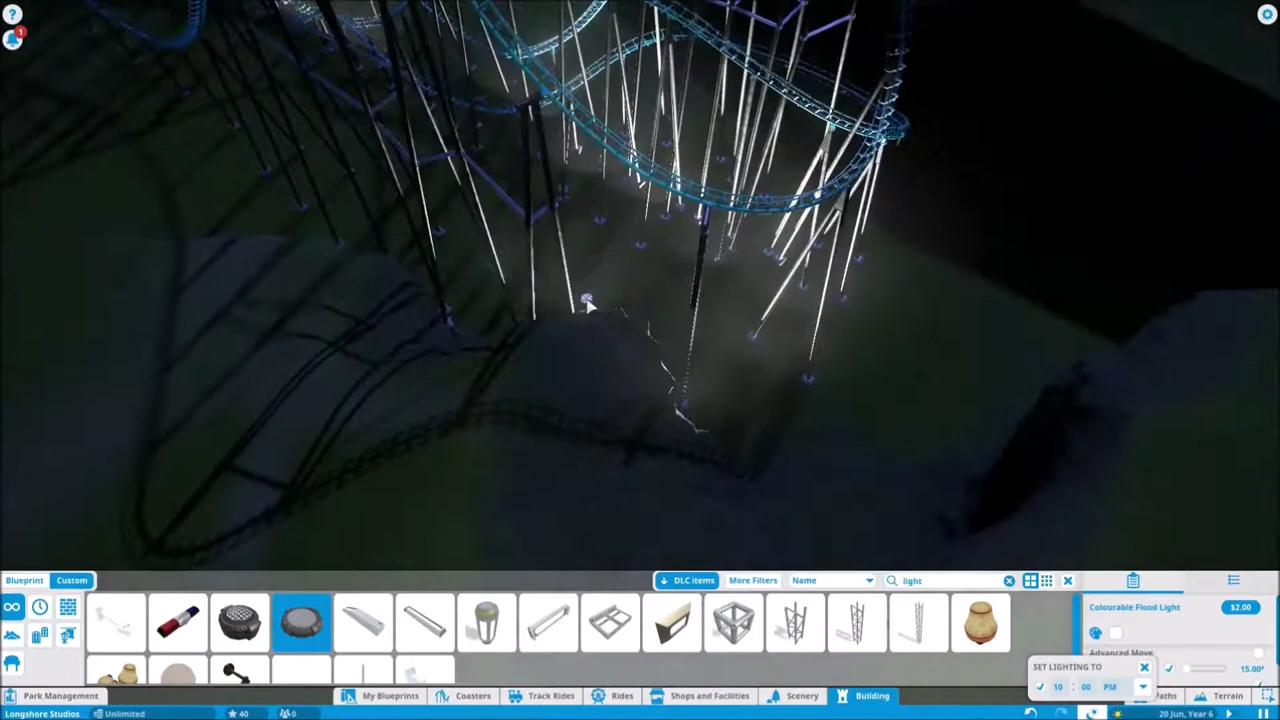 ?
1
Blueprint
Custom
DLC items
More Filters
Name
light
Colourable Flood Light
$2.00
Advanced Move
SET LIGHTING TO
15.00°
10 : 00 PM
Park Management
My Blueprints
Coasters
Track Rides
Rides
Shops and Facilities
Scenery
Building
Paths
Terrain
Longshore Studios
Unlimited
40
0
20 Jun, Year 6